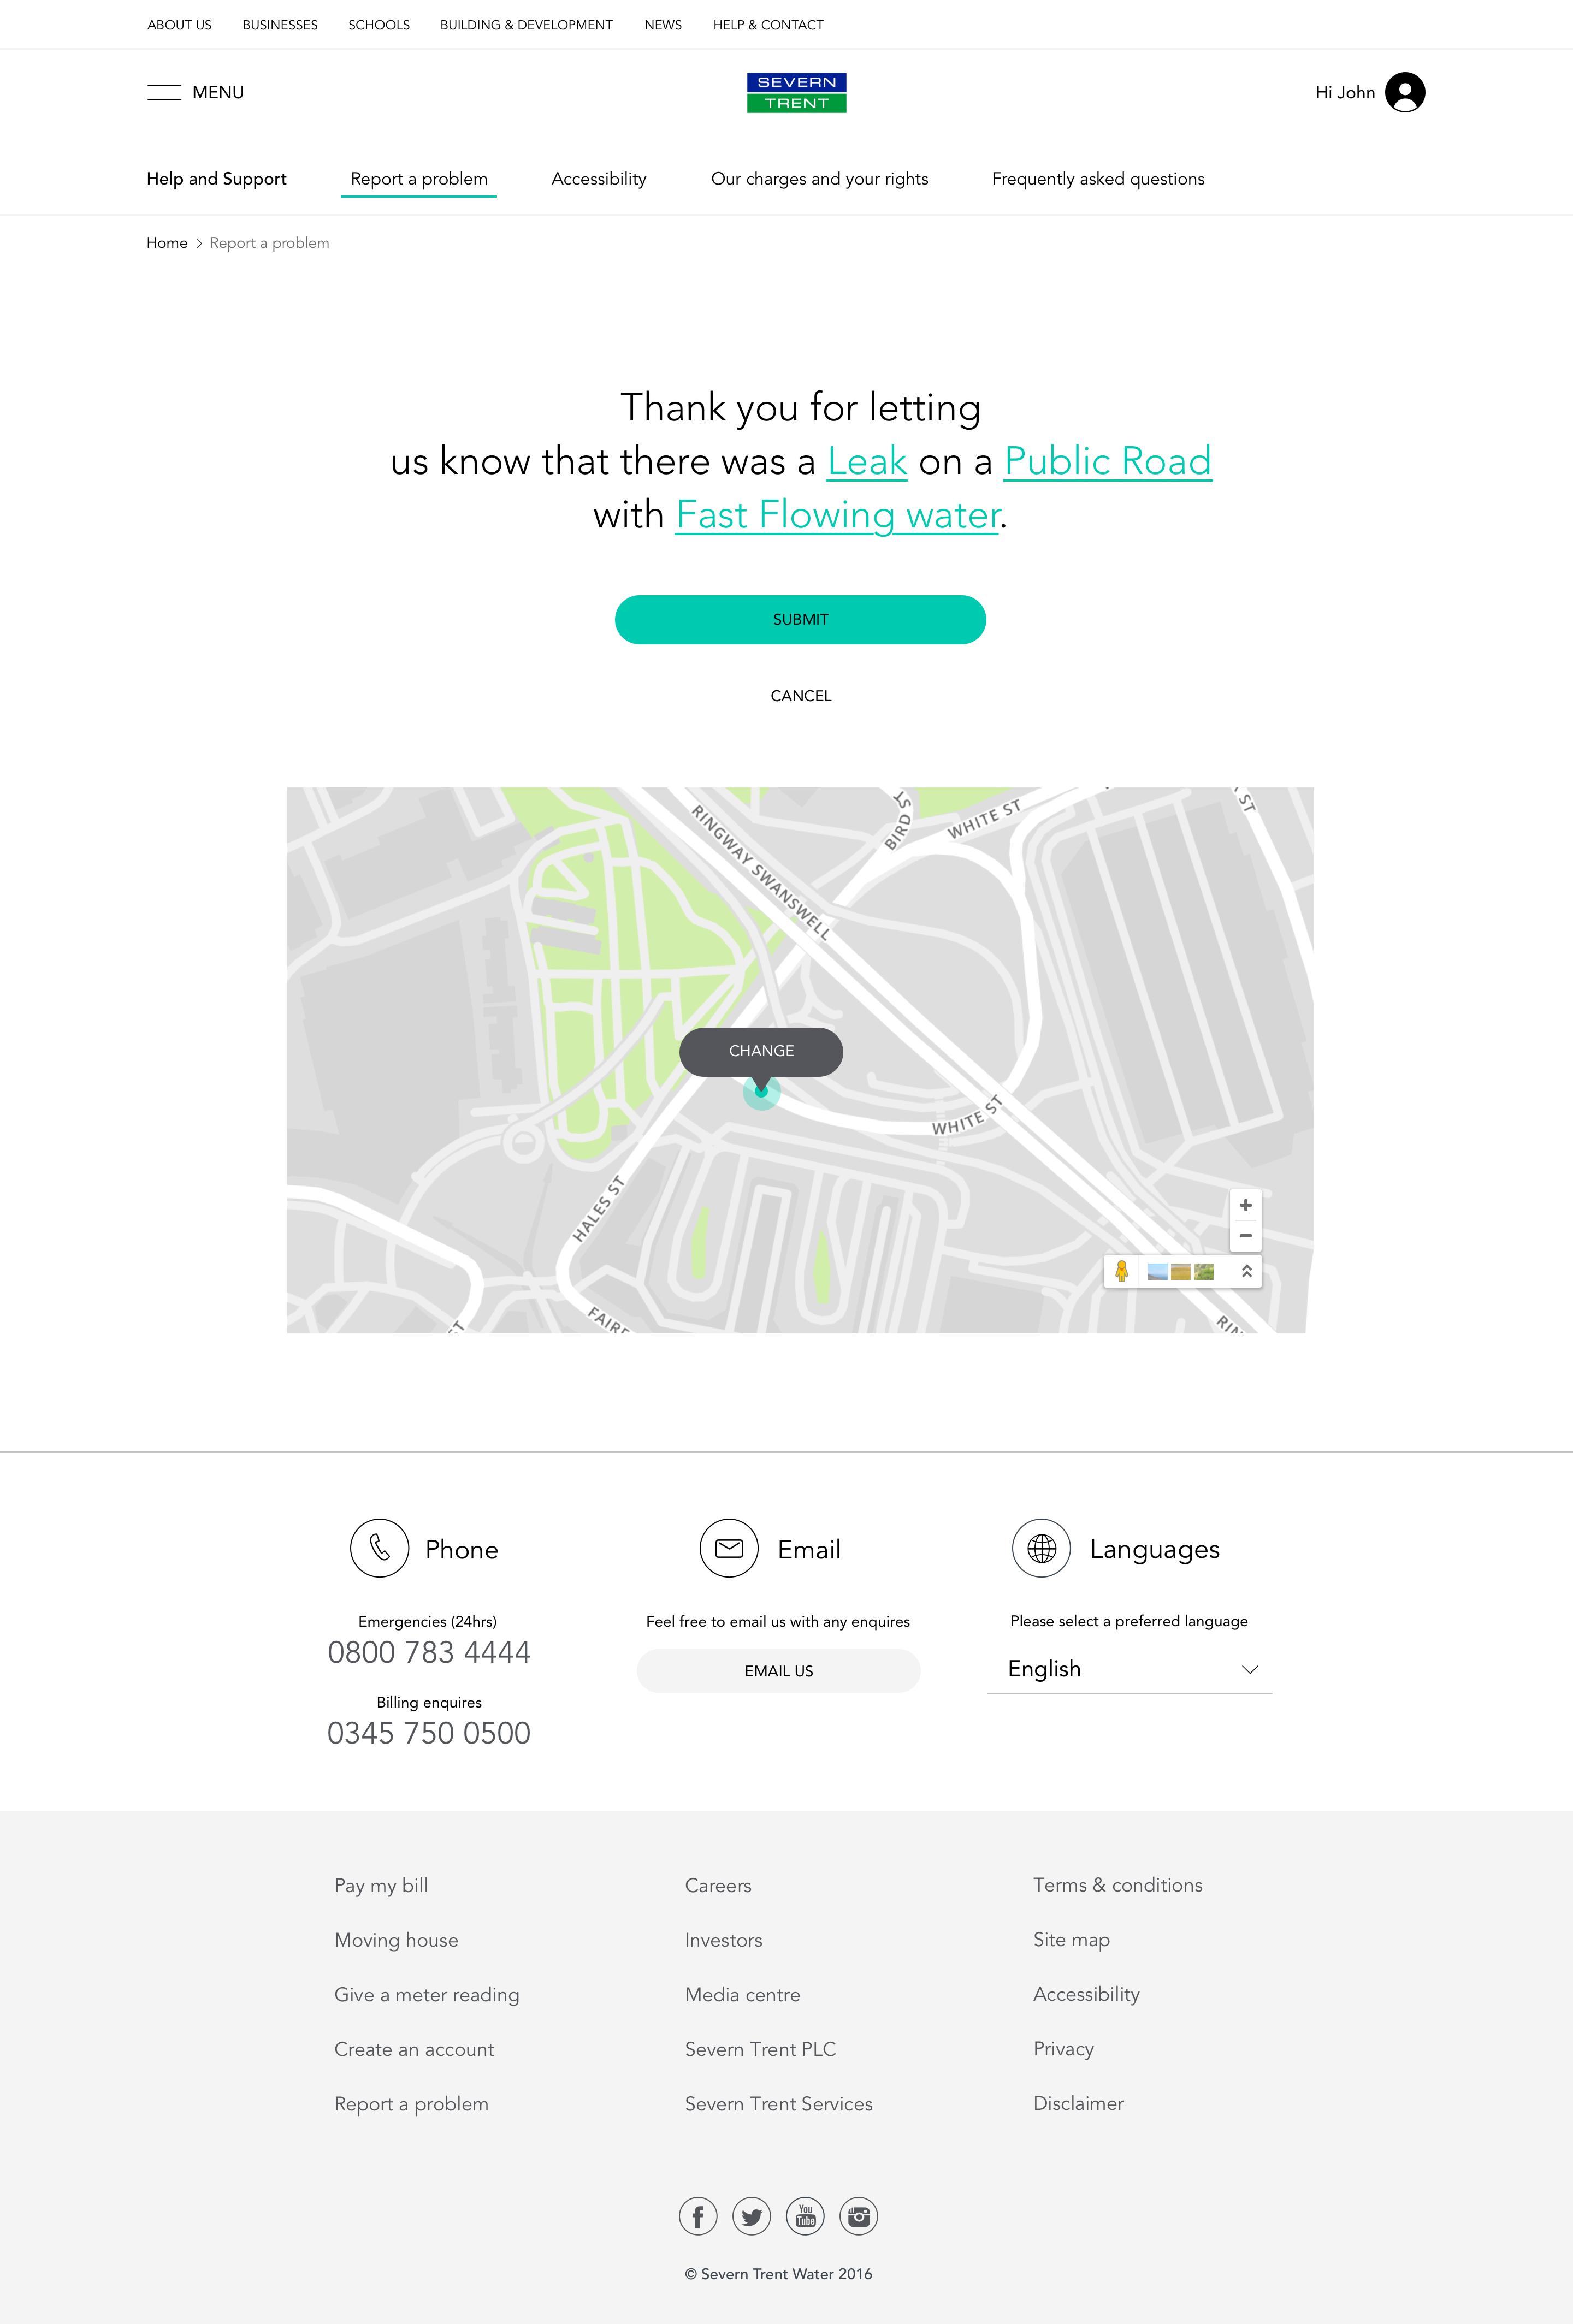 ABOUT US BUSINESSES SCHOOLS BUILDING & DEVELOPMENT NEWS HELP & CONTACT
MENU
SEVERN
TRENT
Hi John
Help and Support Report a problem Accessibility Our charges and your rights Frequently asked questions
Home Report a problem
Thank you for letting
us know that there was a Leak on a Public Road
with Fast Flowing water.
SUBMIT
CANCEL
RINGWAY SWANSWELL
BIRD ST
WHITE ST
ST
CHANGE
WHITE ST
HALES ST
FAIRF
ST
RIN
Phone
Email
Languages
Emergencies (24hrs)
0800 783 4444
Billing enquires
0345 750 0500
Feel free to email us with any enquires
EMAIL US
Please select a preferred language
English
Pay my bill
Moving house
Give a meter reading
Create an account
Report a problem
Careers
Investors
Media centre
Severn Trent PLC
Severn Trent Services
Terms & conditions
Site map
Accessibility
Privacy
Disclaimer
You
Tube
© Severn Trent Water 2016